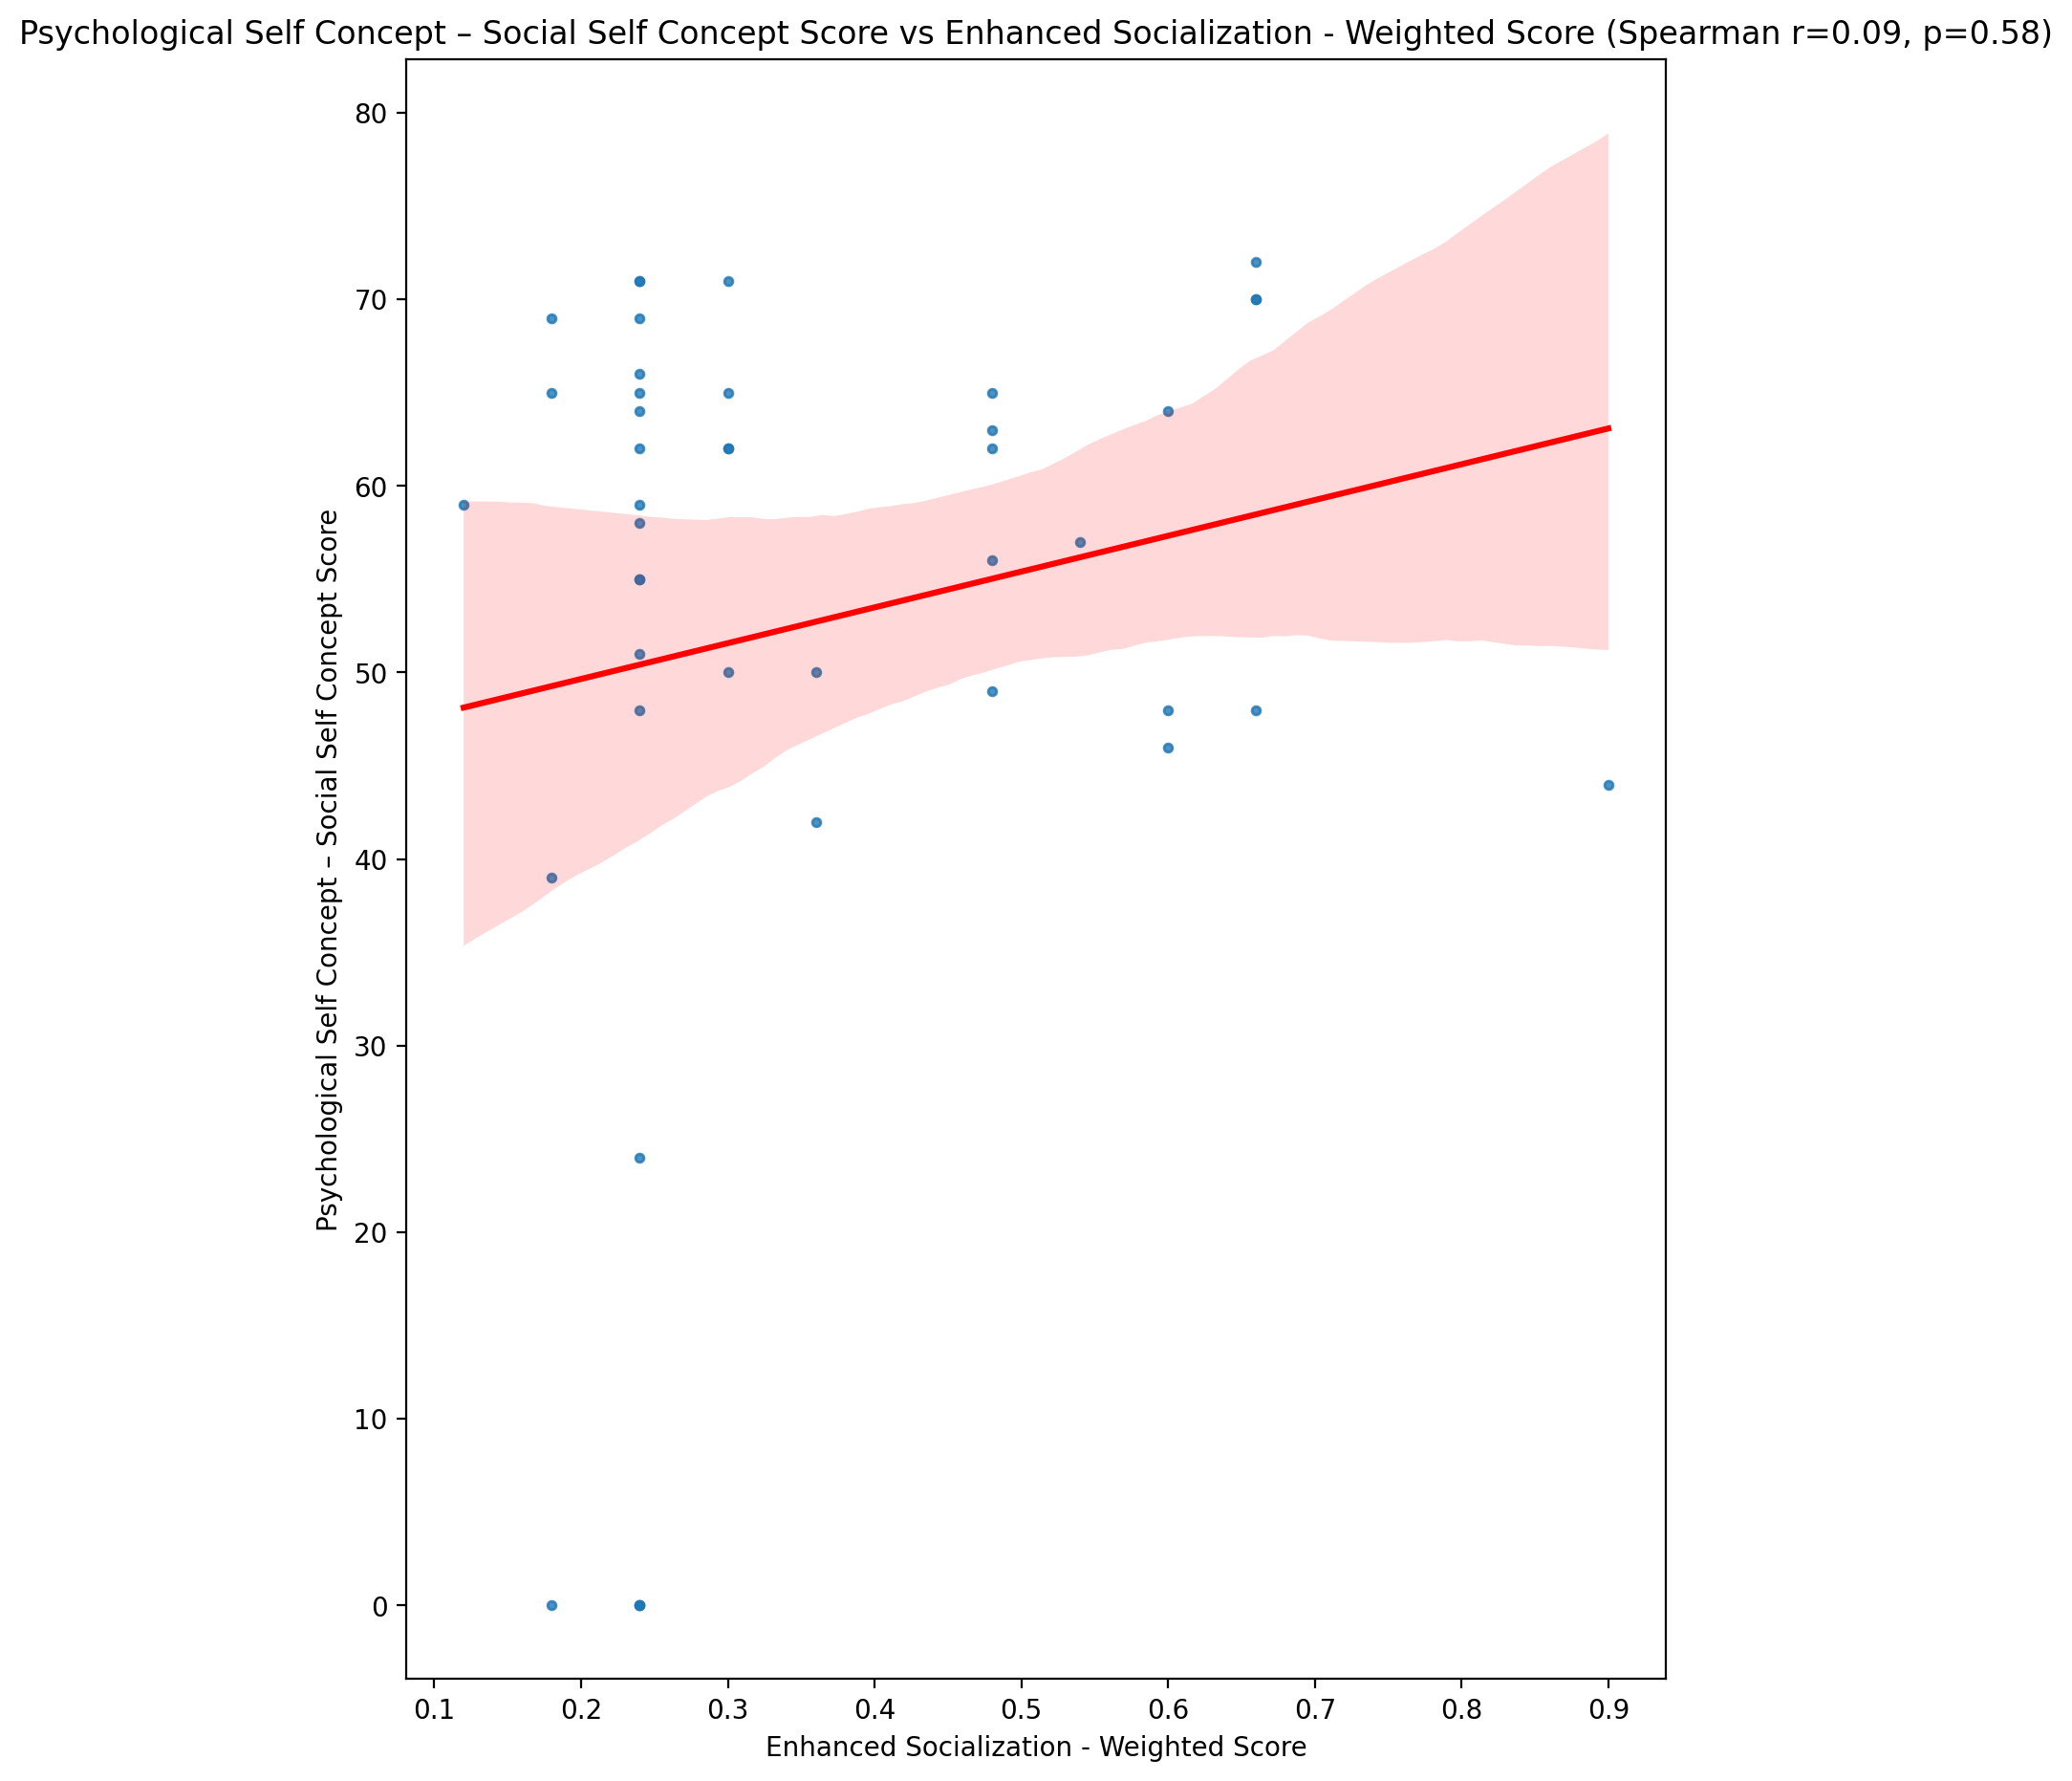 Psychological Self Concept – Social Self Concept Score vs Enhanced Socialization - Weighted Score (Spearman r=0.09, p=0.58)
Psychological Self Concept – Social Self Concept Score
80
70
60
50
40
30
20
10
0
0.1 0.2 0.3 0.4 0.5 0.6 0.7 0.8 0.9
Enhanced Socialization - Weighted Score